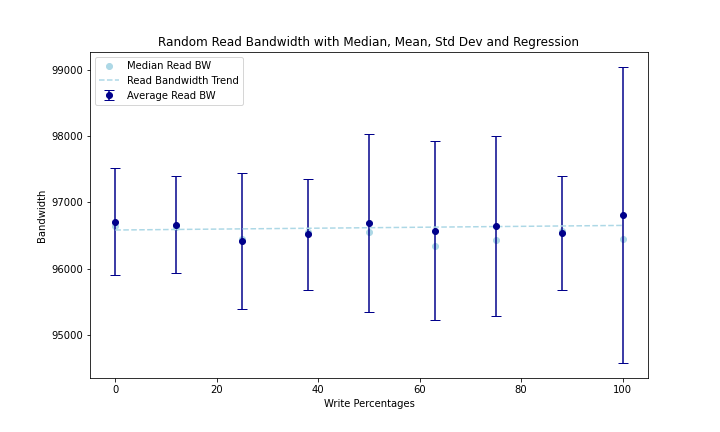 Random Read Bandwidth with Median, Mean, Std Dev and Regression
Median Read BW
Read Bandwidth Trend
Average Read BW
99000
98000
97000
96000
95000
Bandwidth
0
20
40
60
80
100
Write Percentages